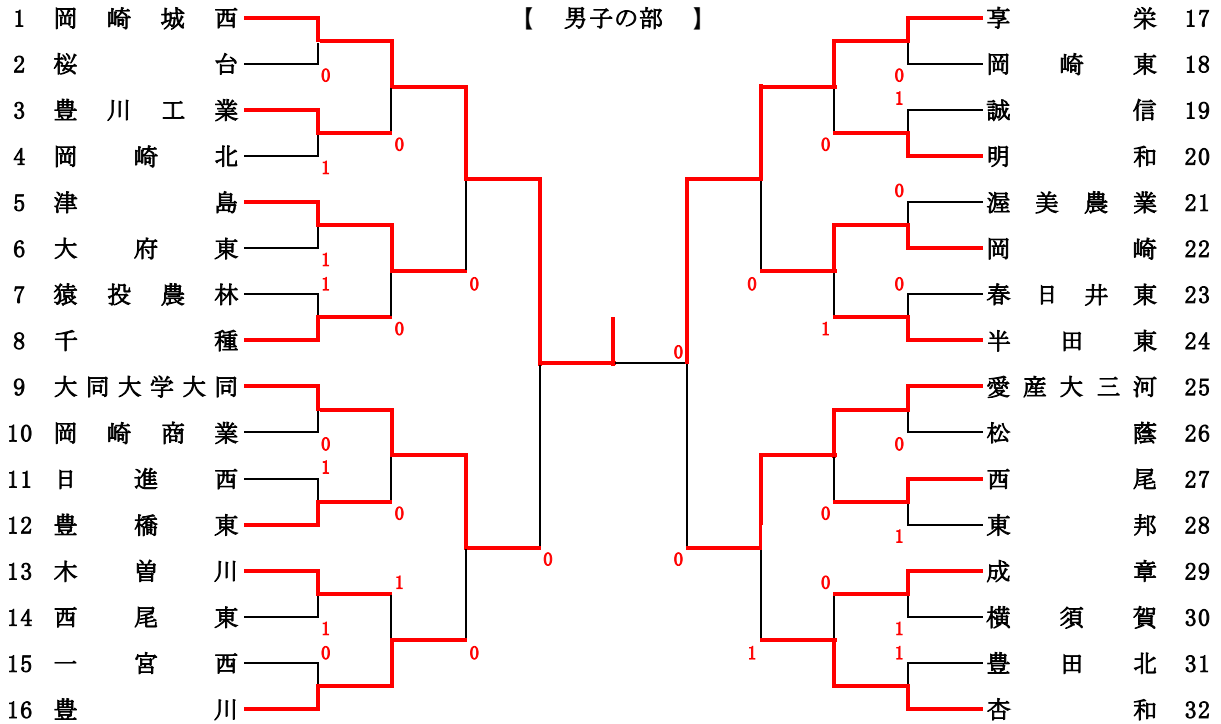 【 男子の部 】
1 岡崎城西
0
2 桜台
3 豊川工業
0
4 岡崎北
1
5 津島
6 大府東
1
7 猿投農林
1
0
8 千種
0
9 大同大学大同
10 岡崎商業
0
11 日進西
1
12 豊橋東
0
13 木曽川
1
14 西尾東
1
15 一宮西
0
16 豊川
0
0
0
享栄 17
岡崎東 18
0
誠信 19
1
明和 20
0
渥美農業 21
0
岡崎 22
春日井東 23
0
0
半田東 24
1
愛産大三河 25
松蔭 26
0
西尾 27
0
東邦 28
1
成章 29
0
横須賀 30
1
豊田北 31
1
1
杏和 32
0